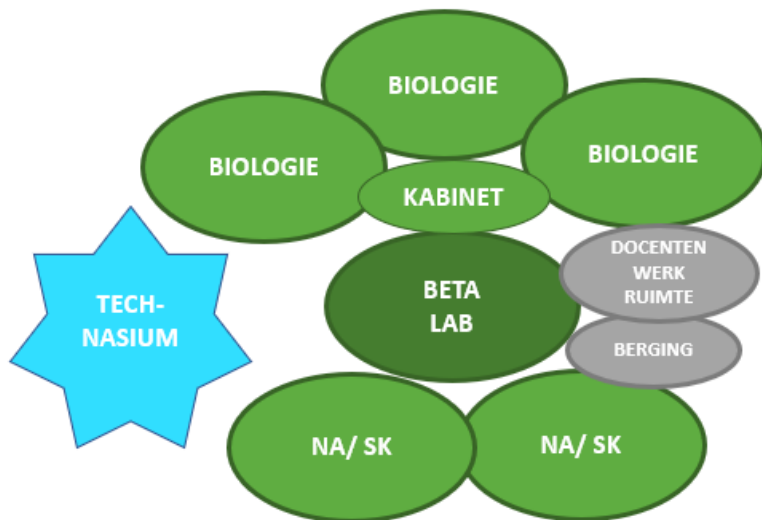 BIOLOGIE
BIOLOGIE
BIOLOGIE
KABINET
DOCENTEN
WERK
RUIMTE
BETA
LAB
TECH-
NASIUM
BERGING
NA/ SK
NA/ SK